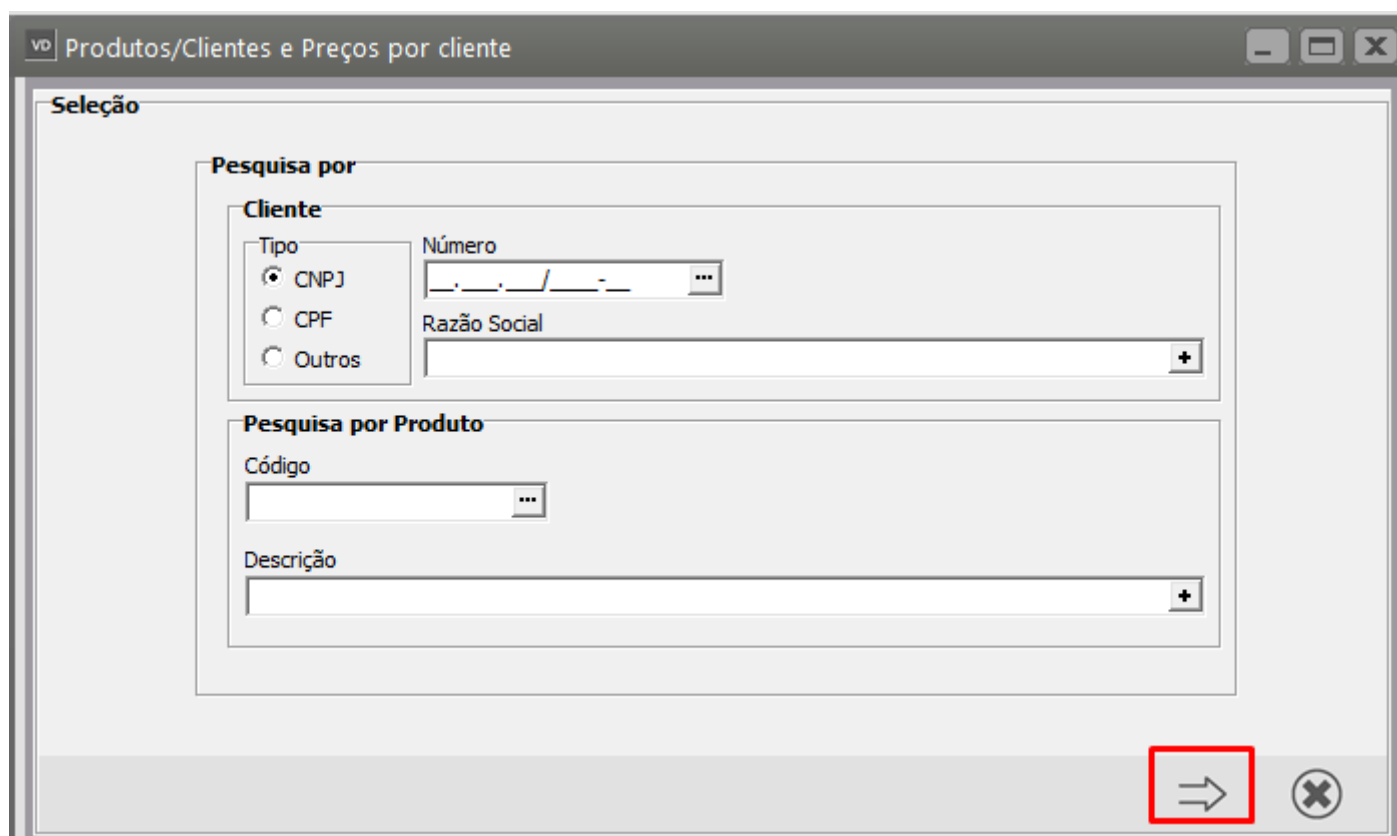 VD Produtos/Clientes e Preços por cliente
Seleção
Pesquisa por
Cliente
Tipo
Número
CNPJ
__.___.___/____-__
...
CPF
Razão Social
Outros
+
Pesquisa por Produto
Código
...
Descrição
+